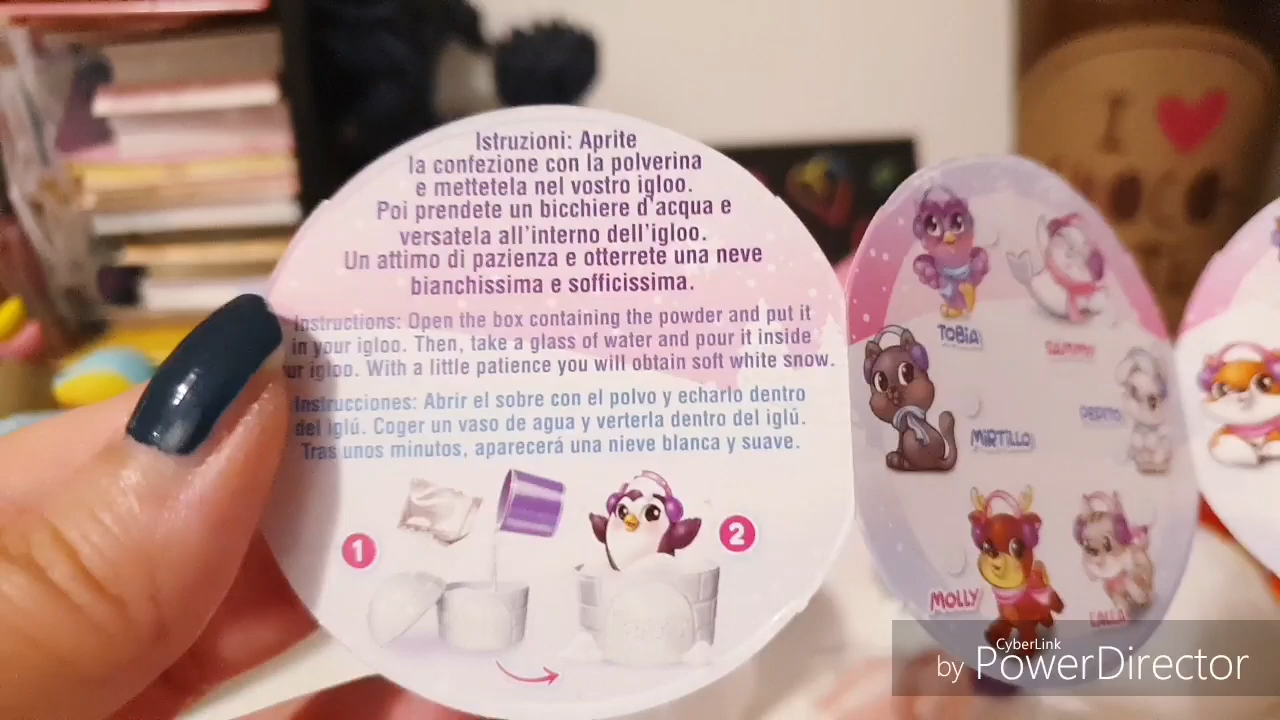 Istruzioni: Aprite
la confezione con la polverina
e mettetela nel vostro igloo.
Poi prendete un bicchiere d'acqua e
versatela all'interno dell'igloo.
Un attimo di pazienza e otterrete una neve
bianchissima e sofficissima.
Instructions: Open the box containing the powder and put it
in your igloo. Then, take a glass of water and pour it inside
igloo. With a little patience you will obtain soft white snow.
Instrucciones: Abrir el sobre con el polvo y echarlo dentro
del iglú. Coger un vaso de agua y verterla dentro del iglú.
Tras unos minutos, aparecerá una nieve blanca y suave.
1
2
TOBIA
SAMMY
PEPITO
MIRTILLO
MOLLY
LALLA
I
CyberLink
by PowerDirector